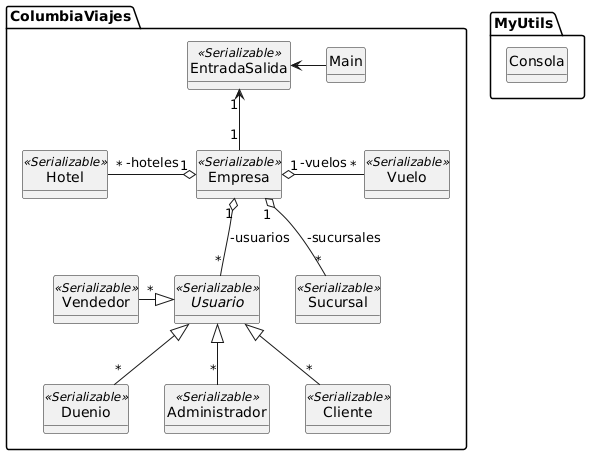 ColumbiaViajes
MyUtils
«Serializable»
EntradaSalida
Main
Consola
1
1
«Serializable»
Hotel
* -hoteles 1
«Serializable»
Empresa
1 -vuelos *
«Serializable»
Vuelo
1
1
-usuarios
-sucursales
*
*
«Serializable»
Vendedor
*
«Serializable»
Usuario
«Serializable»
Sucursal
*
*
*
«Serializable»
Duenio
«Serializable»
Administrador
«Serializable»
Cliente